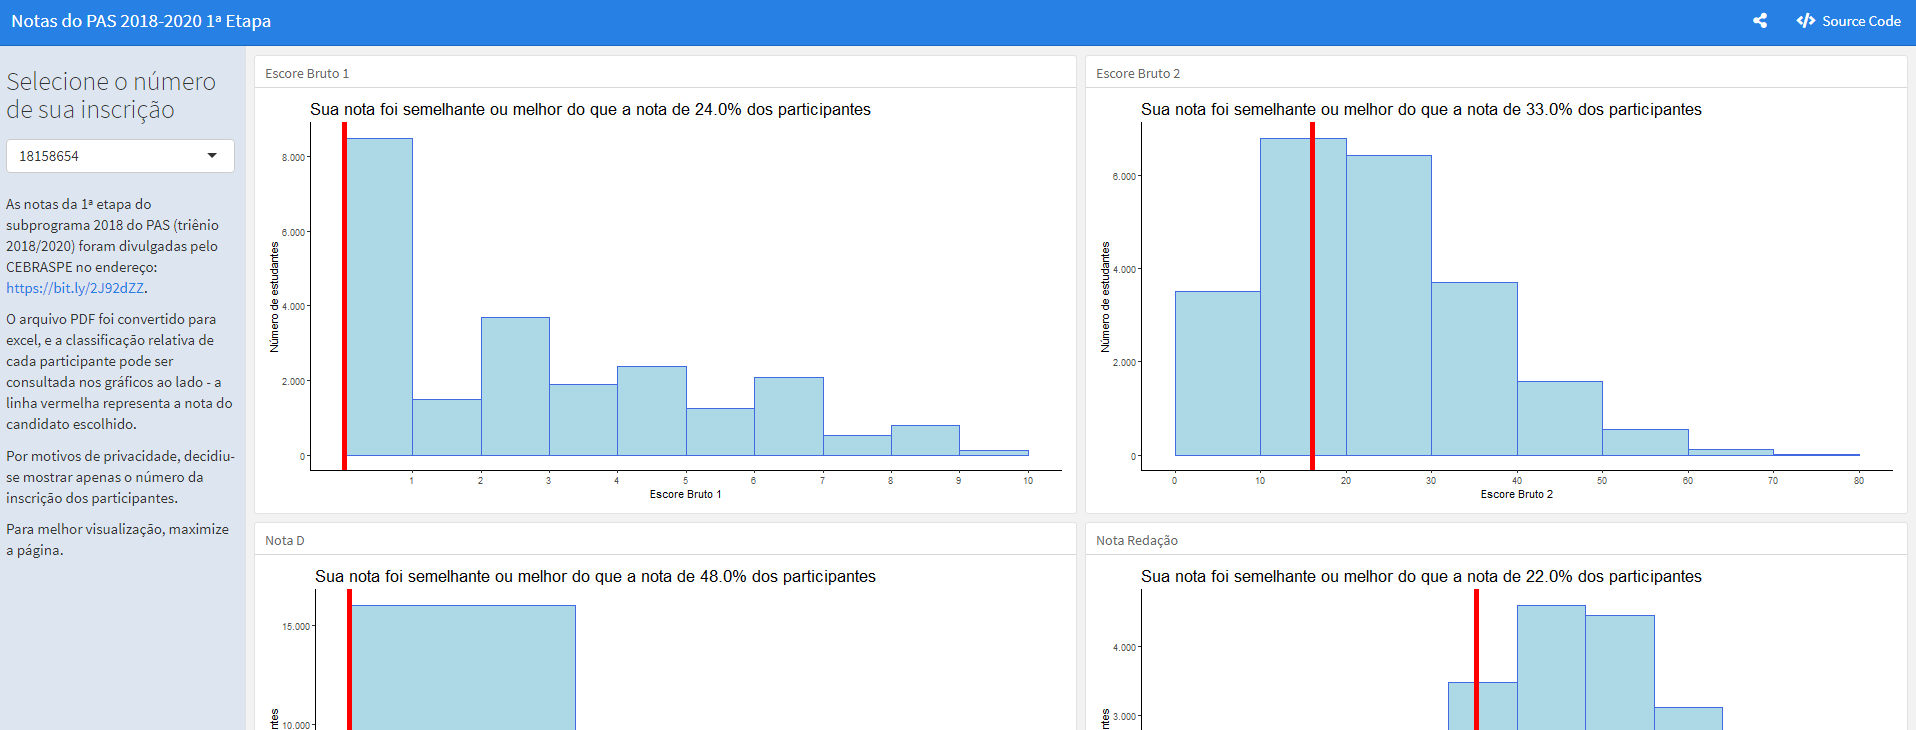 Notas do PAS 2018-2020 1ª Etapa
Source Code
Selecione o número
de sua inscrição
18158654
As notas da 1ª etapa do
subprograma 2018 do PAS (triênio
2018/2020) foram divulgadas pelo
CEBRASPE no endereço:
https://bit.ly/2J92dZZ.
O arquivo PDF foi convertido para
excel, e a classificação relativa de
cada participante pode ser
consultada nos gráficos ao lado - a
linha vermelha representa a nota do
candidato escolhido.
Por motivos de privacidade, decidiu-
se mostrar apenas o número da
inscrição dos participantes.
Para melhor visualização, maximize
a página.
Escore Bruto 1
Sua nota foi semelhante ou melhor do que a nota de 24.0% dos participantes
Número de estudantes
8.000
6.000
4.000
2.000
0
1 2 3 4 5 6 7 8 9 10
Escore Bruto 1
Escore Bruto 2
Sua nota foi semelhante ou melhor do que a nota de 33.0% dos participantes
Número de estudantes
6.000
4.000
2.000
0
0 10 20 30 40 50 60 70 80
Escore Bruto 2
Nota D
Sua nota foi semelhante ou melhor do que a nota de 48.0% dos participantes
15.000
10.000
antes
Nota Redação
Sua nota foi semelhante ou melhor do que a nota de 22.0% dos participantes
4.000
3.000
antes